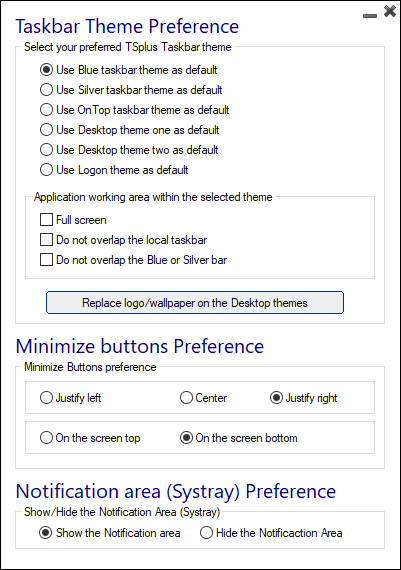 Taskbar Theme Preference
Select your preferred TSplus Taskbar theme
Use Blue taskbar theme as default
Use Silver taskbar theme as default
Use OnTop taskbar theme as default
Use Desktop theme one as default
Use Desktop theme two as default
Use Logon theme as default
Application working area within the selected theme
Full screen
Do not overlap the local taskbar
Do not overlap the Blue or Silver bar
Replace logo/wallpaper on the Desktop themes
Minimize buttons Preference
Minimize Buttons preference
Justify left Center Justify right
On the screen top On the screen bottom
Notification area (Systray) Preference
Show/Hide the Notification Area (Systray)
Show the Notification area Hide the Notificaction Area